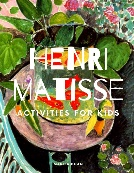 HENRI
MATISSE
ACTIVITIES FOR KIDS